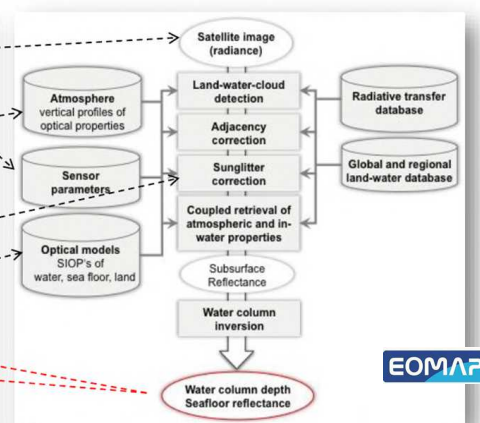 Satellite image
(radiance)
Land-water-cloud
detection
Atmosphere
vertical profiles of
optical properties
Radiative transfer
database
Adjacency
correction
Sensor
parameters
Sunglitter
correction
Global and regional
land-water database
Coupled retrieval of
atmospheric and in-
water properties
Optical models
SIOP's of
water, sea floor, land
Subsurface
Reflectance
Water column
inversion
Water column depth
Seafloor reflectance